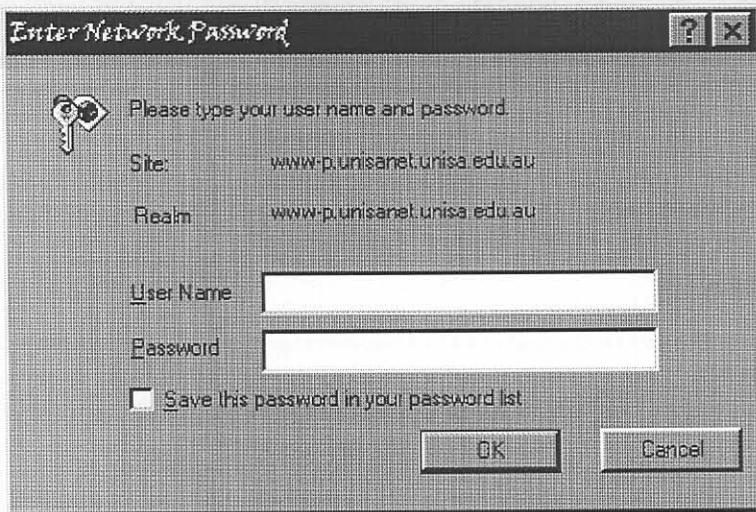 Enter Network Password
? X
Please type your user name and password.
Site: www-p.unisanet.unisa.edu.au
Realm www-p.unisanet.unisa.edu.au
User Name
Password
Save this password in your password list
OK Cancel